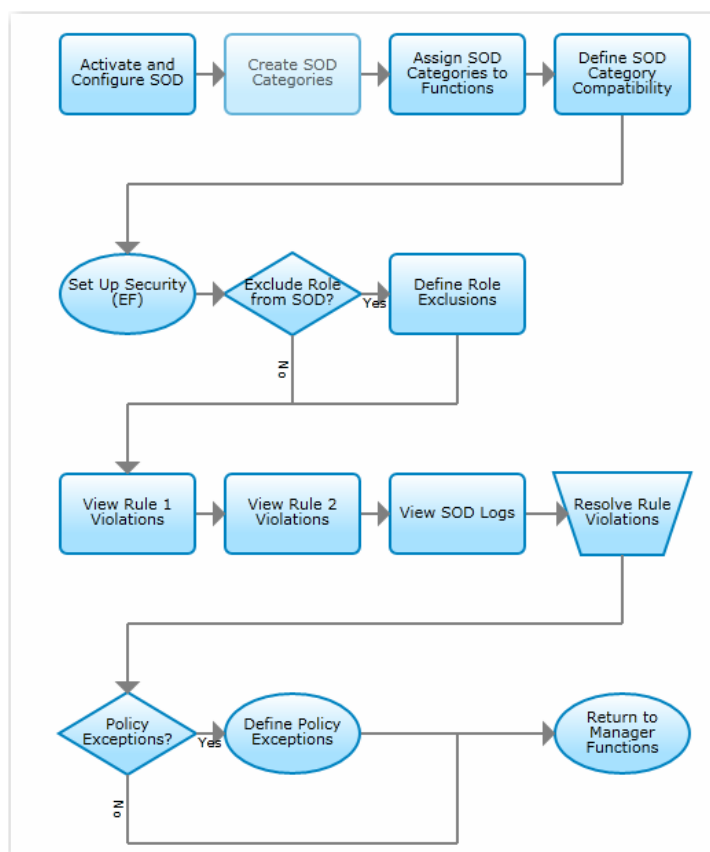 Activate and
Configure SOD
Create SOD
Categories
Assign SOD
Categories to
Functions
Define SOD
Category
Compatibility
Set Up Security
(EF)
Exclude Role
from SOD?
Yes
Define Role
Exclusions
No
View Rule 1
Violations
View Rule 2
Violations
View SOD Logs
Resolve Rule
Violations
Policy
Exceptions?
Yes
Define Policy
Exceptions
Return to
Manager
Functions
No